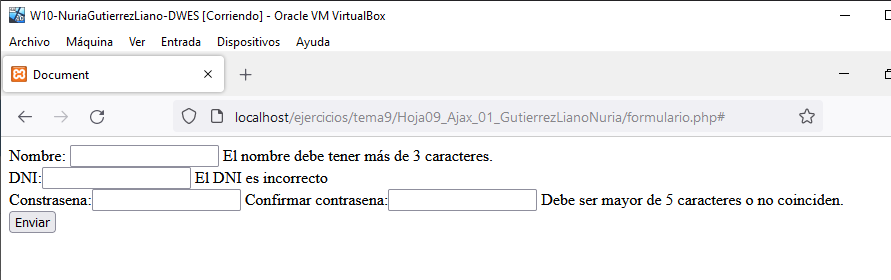 W10-NuriaGutierrezLiano-DWES [Corriendo] - Oracle VM VirtualBox
Archivo Máquina Ver Entrada Dispositivos Ayuda
Document
localhost/ejercicios/tema9/Hoja09_Ajax_01_GutierrezLianoNuria/formulario.php#
Nombre: El nombre debe tener más de 3 caracteres.
DNI: El DNI es incorrecto
Constrasena: Confirmar contrasena: Debe ser mayor de 5 caracteres o no coinciden.
Enviar